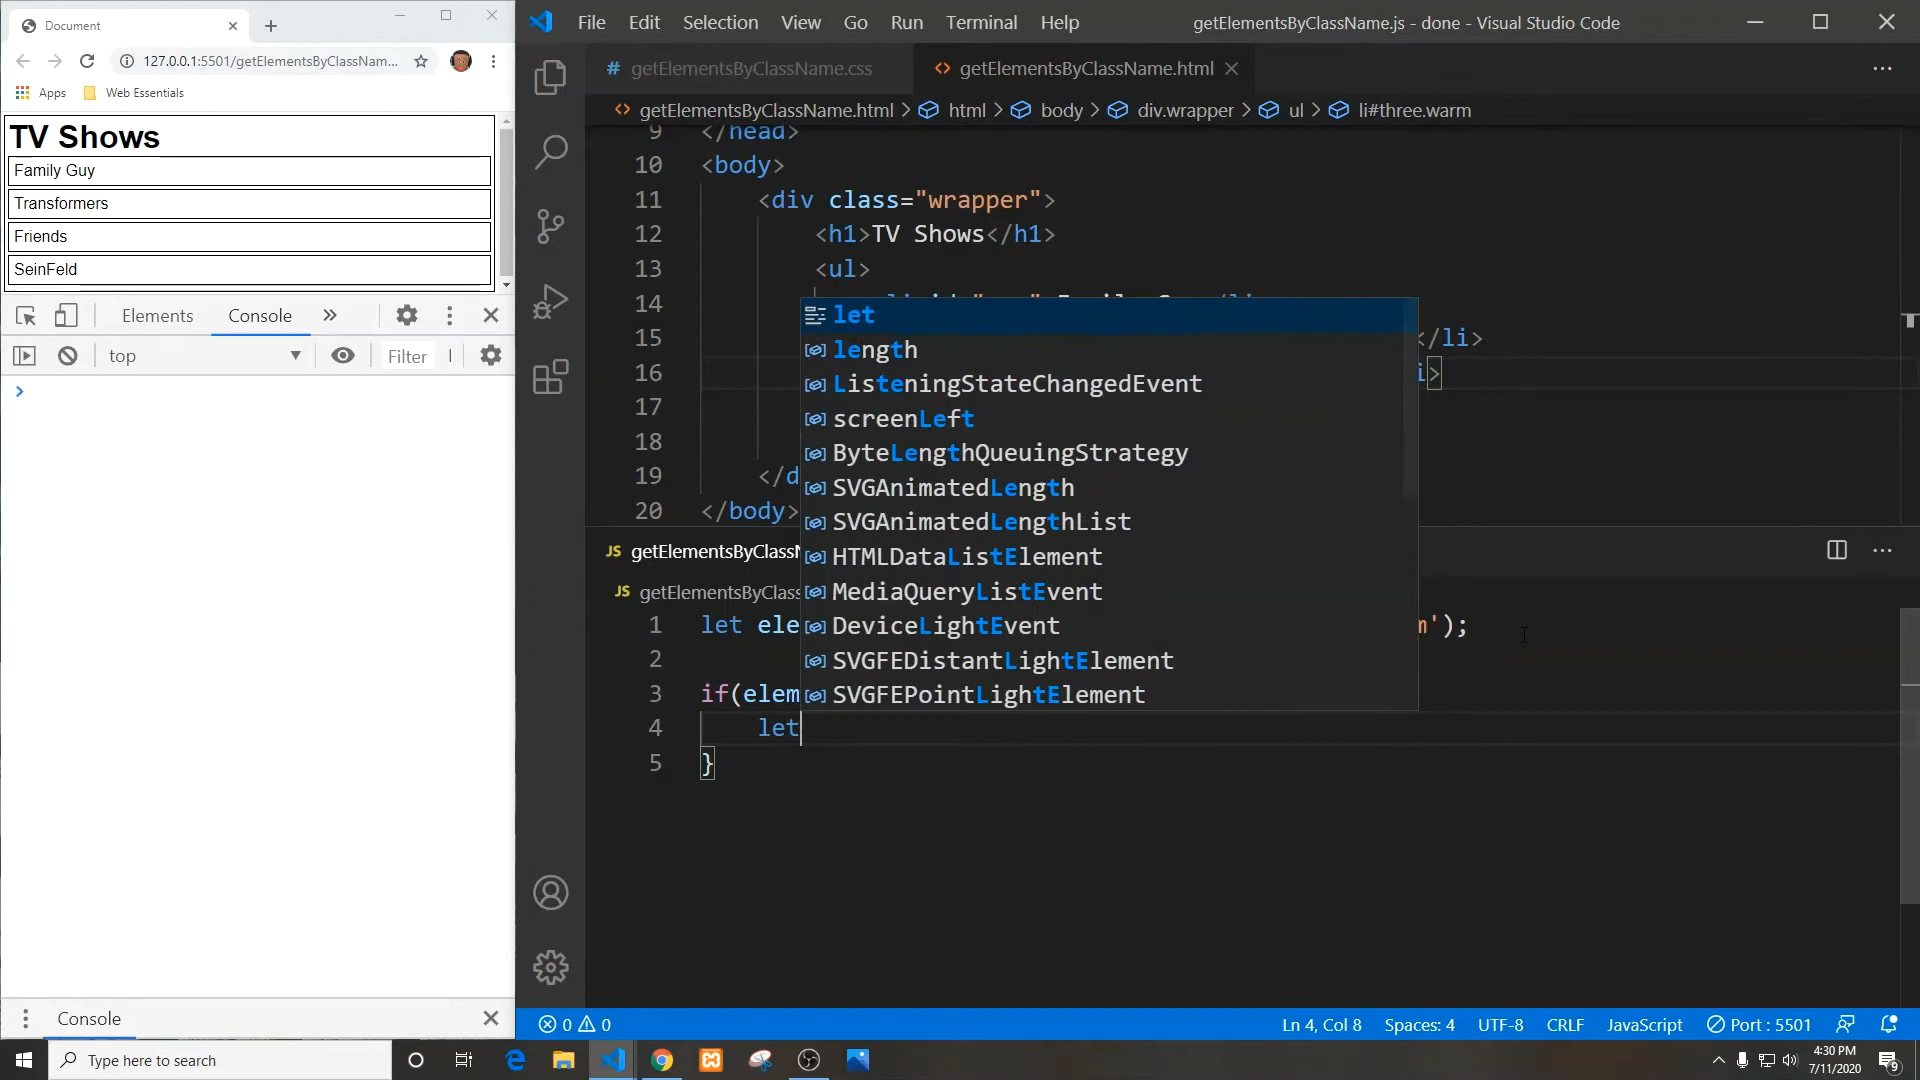 Document
127.0.0.1:5501/getElementsByClassNam...
Apps
Web Essentials
TV Shows
Family Guy
Transformers
Friends
SeinFeld
Elements
Console
top
Filter
Console
File Edit Selection View Go Run Terminal Help
getElementsByClassName.js - done - Visual Studio Code
# getElementsByClassName.css
<> getElementsByClassName.html
<> getElementsByClassName.html > html > body > div.wrapper > ul > li#three.warm
9 </head>
10 <body>
11 <div class="wrapper">
12 <h1>TV Shows</h1>
13 <ul>
14
15 </li>
16 i>
17
18
19 </d
20 </body>
let
length
ListeningStateChangedEvent
screenLeft
ByteLengthQueuingStrategy
SVGAnimatedLength
SVGAnimatedLengthList
HTMLDataListElement
MediaQueryListEvent
DeviceLightEvent
SVGFEDistantLightElement
SVGFEPointLightElement
JS getElementsByClassN
JS getElementsByClass
1 let ele m');
2
3 if(elem
4 let
5 }
0 0
Ln 4, Col 8 Spaces: 4 UTF-8 CRLF JavaScript Port : 5501
Type here to search
4:30 PM
7/11/2020
9